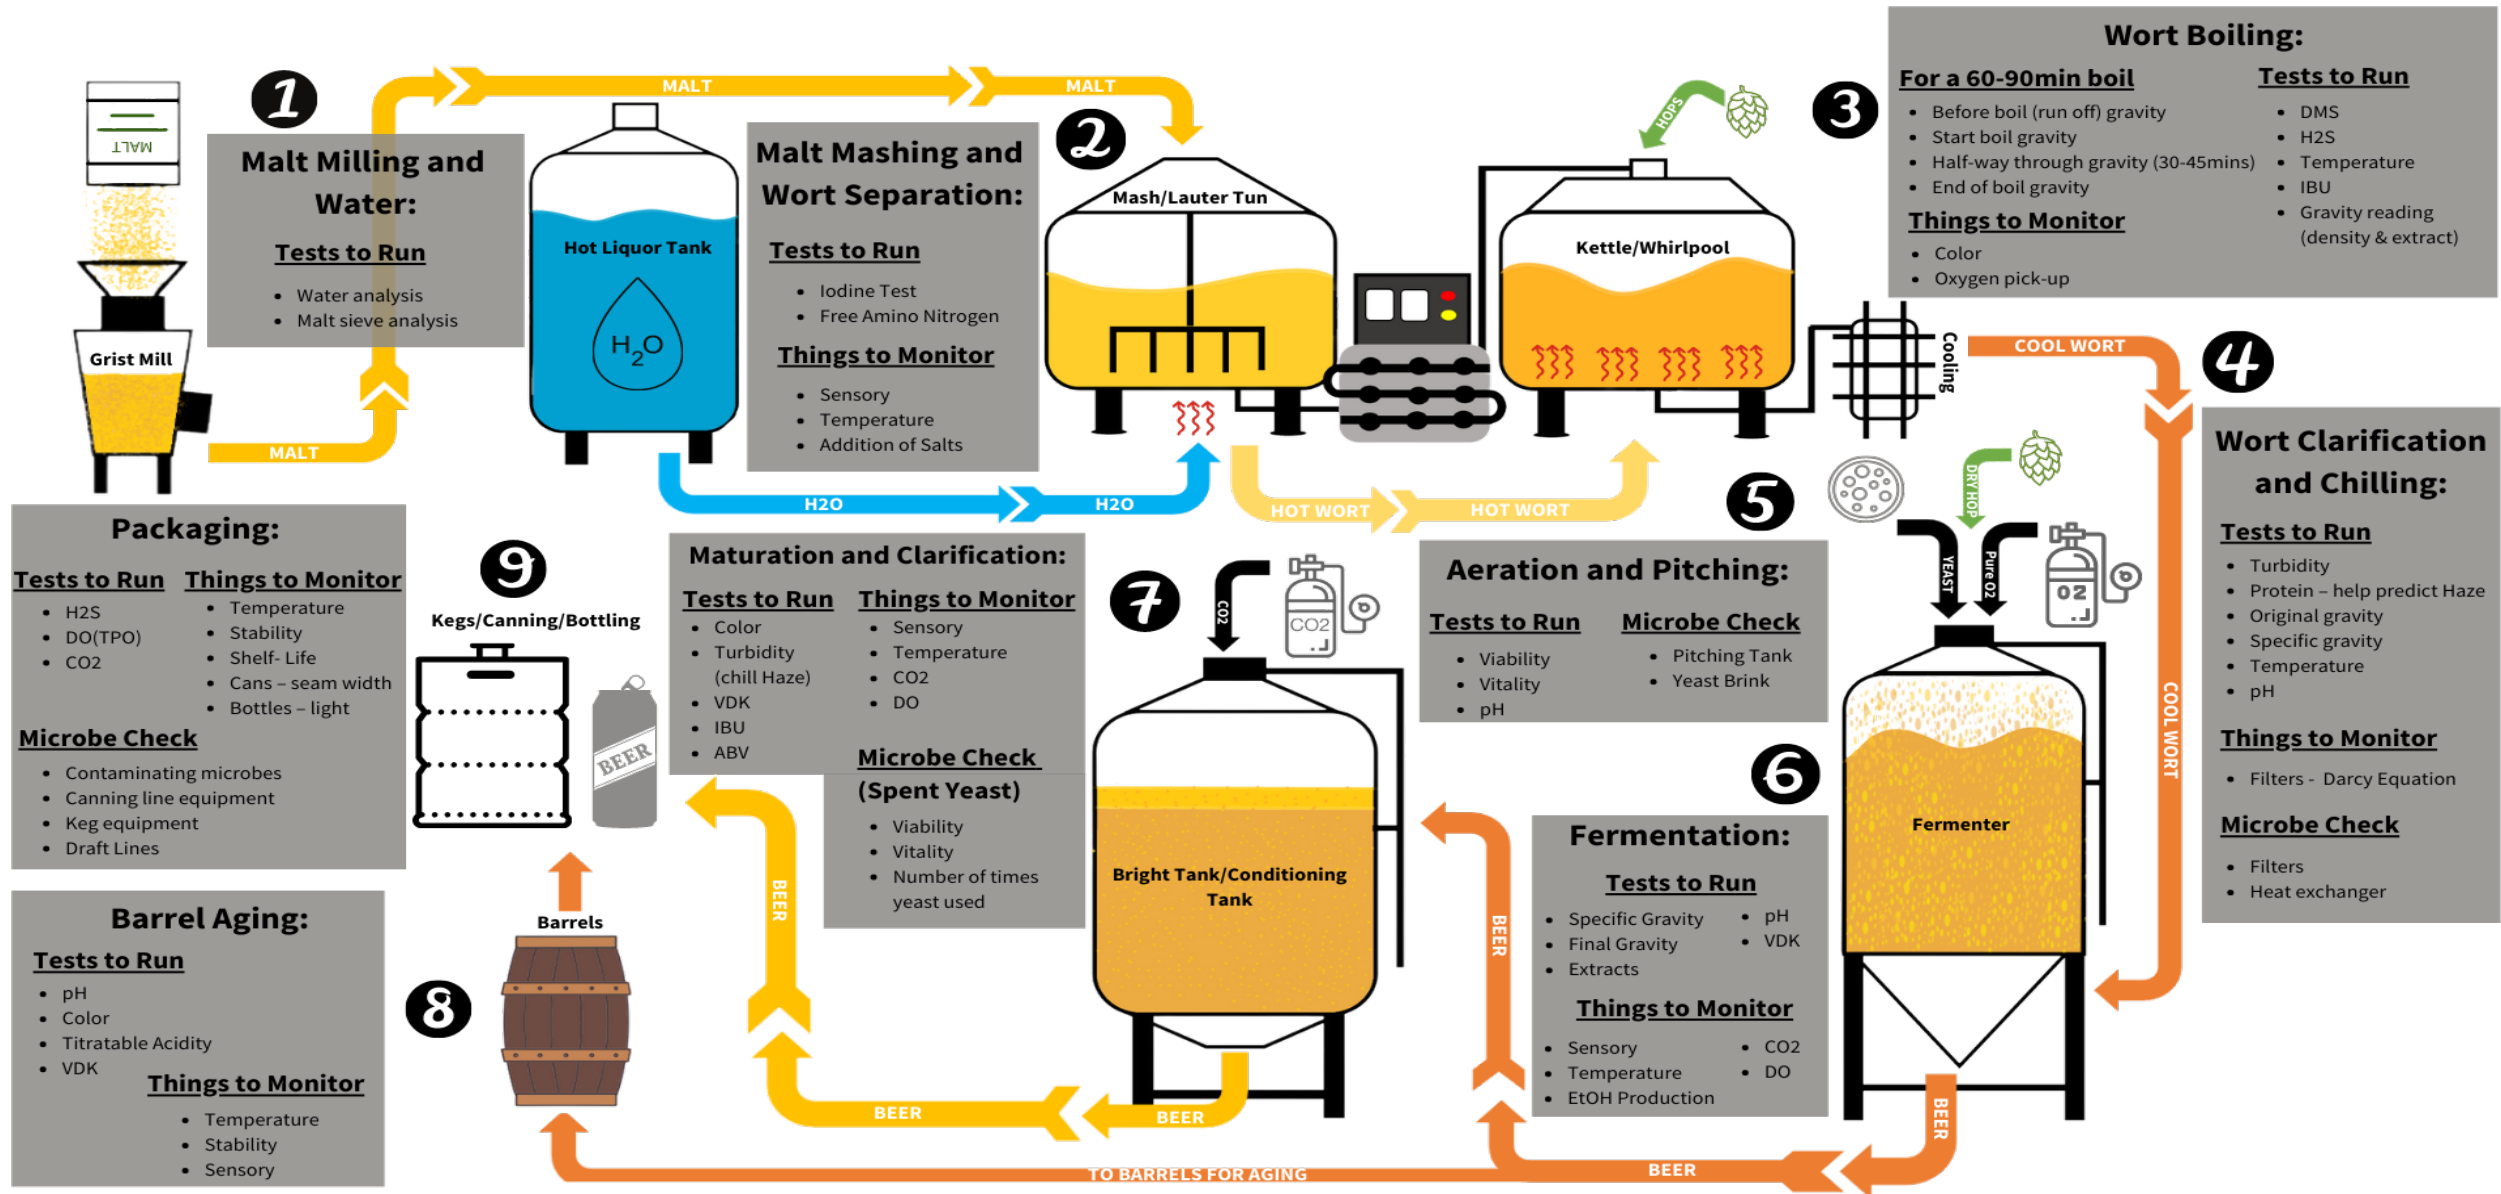 MALT
1
Malt Milling and
Water:
Tests to Run
• Water analysis
• Malt sieve analysis
Grist Mill
MALT
MALT
MALT
Hot Liquor Tank
H2O
H2O
H2O
2
Malt Mashing and
Wort Separation:
Tests to Run
• Iodine Test
• Free Amino Nitrogen
Things to Monitor
• Sensory
• Temperature
• Addition of Salts
Mash/Lauter Tun
HOT WORT
HOT WORT
HOPS
Kettle/Whirlpool
3
Wort Boiling:
For a 60-90min boil
• Before boil (run off) gravity
• Start boil gravity
• Half-way through gravity (30-45mins)
• End of boil gravity
Things to Monitor
• Color
• Oxygen pick-up
Tests to Run
• DMS
• H2S
• Temperature
• IBU
• Gravity reading
(density & extract)
Cooling
COOL WORT
COOL WORT
4
Wort Clarification
and Chilling:
Tests to Run
• Turbidity
• Protein – help predict Haze
• Original gravity
• Specific gravity
• Temperature
• pH
Things to Monitor
• Filters - Darcy Equation
Microbe Check
• Filters
• Heat exchanger
5
Aeration and Pitching:
Tests to Run
• Viability
• Vitality
• pH
Microbe Check
• Pitching Tank
• Yeast Brink
DRY HOP
YEAST
Pure O2
O2
Fermenter
6
Fermentation:
Tests to Run
• Specific Gravity
• Final Gravity
• Extracts
• pH
• VDK
Things to Monitor
• Sensory
• Temperature
• EtOH Production
• CO2
• DO
BEER
BEER
BEER
TO BARRELS FOR AGING
7
Maturation and Clarification:
Tests to Run
• Color
• Turbidity
(chill Haze)
• VDK
• IBU
• ABV
Things to Monitor
• Sensory
• Temperature
• CO2
• DO
Microbe Check
(Spent Yeast)
• Viability
• Vitality
• Number of times
yeast used
CO2
CO2
Bright Tank/Conditioning
Tank
BEER
BEER
BEER
8
Barrels
Barrel Aging:
Tests to Run
• pH
• Color
• Titratable Acidity
• VDK
Things to Monitor
• Temperature
• Stability
• Sensory
9
Kegs/Canning/Bottling
BEER
Packaging:
Tests to Run
• H2S
• DO(TPO)
• CO2
Things to Monitor
• Temperature
• Stability
• Shelf- Life
• Cans – seam width
• Bottles – light
Microbe Check
• Contaminating microbes
• Canning line equipment
• Keg equipment
• Draft Lines